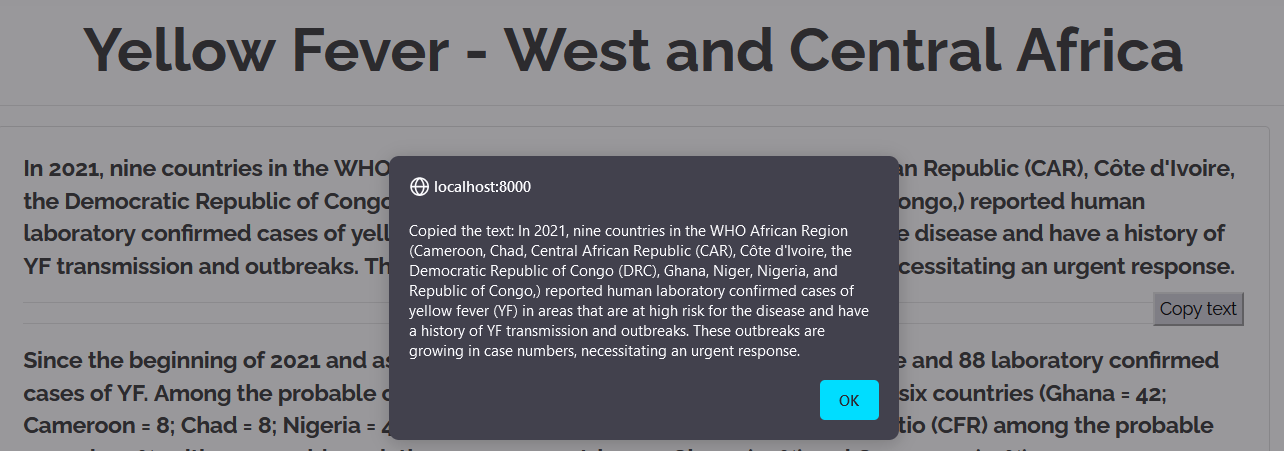 Yellow Fever - West and Central Africa
In 2021, nine countries in the WHO an Republic (CAR), Côte d'Ivoire,
the Democratic Republic of Congo ongo,) reported human
laboratory confirmed cases of yell e disease and have a history of
YF transmission and outbreaks. Th cessitating an urgent response.
localhost:8000
Copied the text: In 2021, nine countries in the WHO African Region
(Cameroon, Chad, Central African Republic (CAR), Côte d'Ivoire, the
Democratic Republic of Congo (DRC), Ghana, Niger, Nigeria, and
Republic of Congo,) reported human laboratory confirmed cases of
yellow fever (YF) in areas that are at high risk for the disease and have
a history of YF transmission and outbreaks. These outbreaks are
growing in case numbers, necessitating an urgent response.
OK
Copy text
Since the beginning of 2021 and as e and 88 laboratory confirmed
cases of YF. Among the probable c six countries (Ghana = 42;
Cameroon = 8; Chad = 8; Nigeria = 4 tio (CFR) among the probable